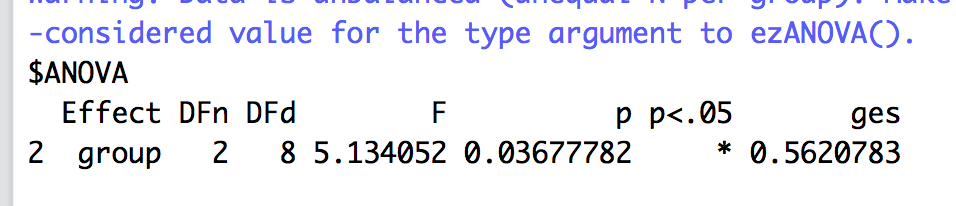 warning: Data is unbalanced (unequal N per group). Make
-considered value for the type argument to ezANOVA().
$ANOVA
Effect DFn DFd F p p<.05 ges
2 group 2 8 5.134052 0.03677782 * 0.5620783